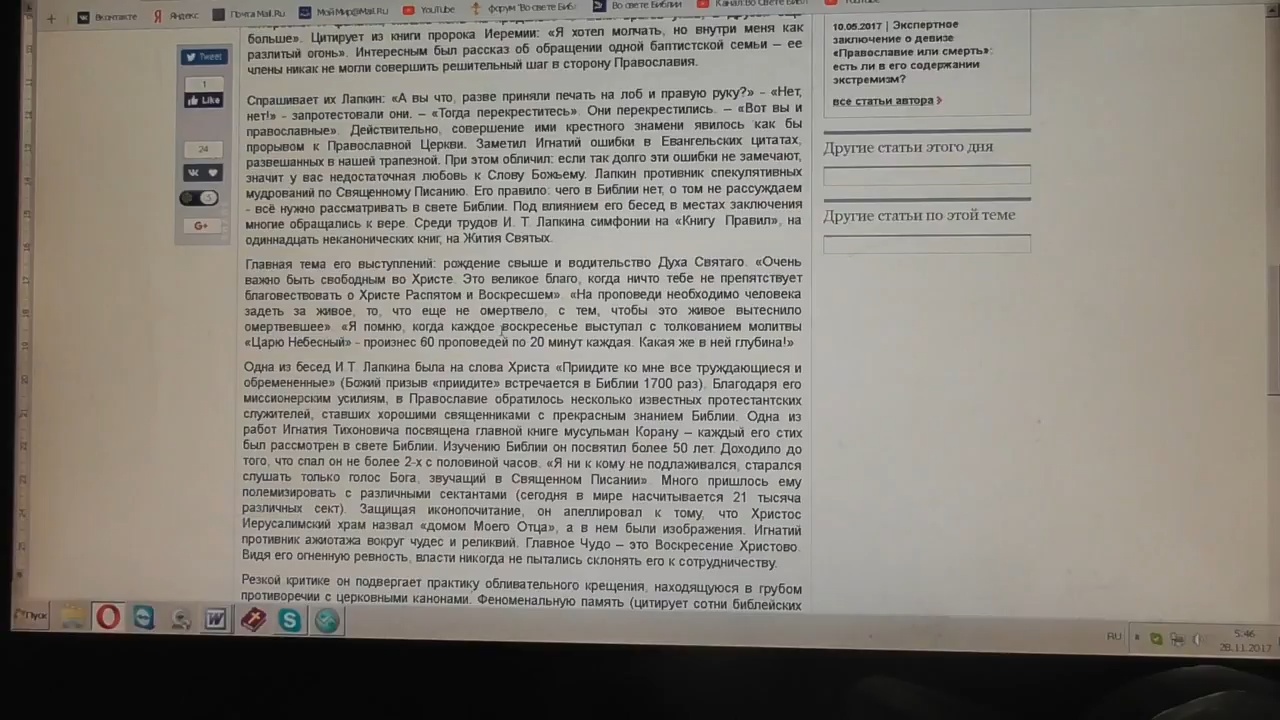 Вконтакте Яндекс Почта Mail.Ru МойМир@Mail.Ru YouTube форум "Во свете Биб Во свете Библии Канал:Во Свете Библ YouTube
больше». Цитирует из книги пророка Иеремии: «Я хотел молчать, но внутри меня как
разлитый огонь». Интересным был рассказ об обращении одной баптистской семьи – ее
члены никак не могли совершить решительный шаг в сторону Православия.
Спрашивает их Лапкин: «А вы что, разве приняли печать на лоб и правую руку?» - «Нет,
нет!» - запротестовали они. – «Тогда перекреститесь». Они перекрестились. – «Вот вы и
православные». Действительно, совершение ими крестного знамени явилось как бы
прорывом к Православной Церкви. Заметил Игнатий ошибки в Евангельских цитатах,
развешанных в нашей трапезной. При этом обличил: если так долго эти ошибки не замечают,
значит у вас недостаточная любовь к Слову Божьему. Лапкин противник спекулятивных
мудрований по Священному Писанию. Его правило: чего в Библии нет, о том не рассуждаем
- всё нужно рассматривать в свете Библии. Под влиянием его бесед в местах заключения
многие обращались к вере. Среди трудов И. Т Лапкина симфонии на «Книгу Правил», на
одиннадцать неканонических книг, на Жития Святых.
Главная тема его выступлений: рождение свыше и водительство Духа Святаго. «Очень
важно быть свободным во Христе. Это великое благо, когда ничто тебе не препятствует
благовествовать о Христе Распятом и Воскресшем». «На проповеди необходимо человека
задеть за живое, то, что еще не омертвело, с тем, чтобы это живое вытеснило
омертвевшее». «Я помню, когда каждое воскресенье выступал с толкованием молитвы
«Царю Небесный» - произнес 60 проповедей по 20 минут каждая. Какая же в ней глубина!»
Одна из бесед И.Т. Лапкина была на слова Христа «Приидите ко мне все труждающиеся и
обремененные» (Божий призыв «приидите» встречается в Библии 1700 раз). Благодаря его
миссионерским усилиям, в Православие обратилось несколько известных протестантских
служителей, ставших хорошими священниками с прекрасным знанием Библии. Одна из
работ Игнатия Тихоновича посвящена главной книге мусульман Корану – каждый его стих
был рассмотрен в свете Библии. Изучению Библии он посвятил более 50 лет. Доходило до
того, что спал он не более 2-х с половиной часов. «Я ни к кому не подлаживался, старался
слушать только голос Бога, звучащий в Священном Писании». Много пришлось ему
полемизировать с различными сектантами (сегодня в мире насчитывается 21 тысяча
различных сект). Защищая иконопочитание, он апеллировал к тому, что Христос
Иерусалимский храм назвал «домом Моего Отца», а в нем были изображения. Игнатий
противник ажиотажа вокруг чудес и реликвий. Главное Чудо – это Воскресение Христово.
Видя его огненную ревность, власти никогда не пытались склонять его к сотрудничеству.
Резкой критике он подвергает практику обливательного крещения, находящуюся в грубом
противоречии с церковными канонами. Феноменальную память (цитирует сотни библейских
Tweet
1
Like
24
5
G+
10.05.2017 | Экспертное
заключение о девизе
«Православие или смерть»:
есть ли в его содержании
экстремизм?
все статьи автора
Другие статьи этого дня
Другие статьи по этой теме
Пуск
RU
5:46
28.11.2017